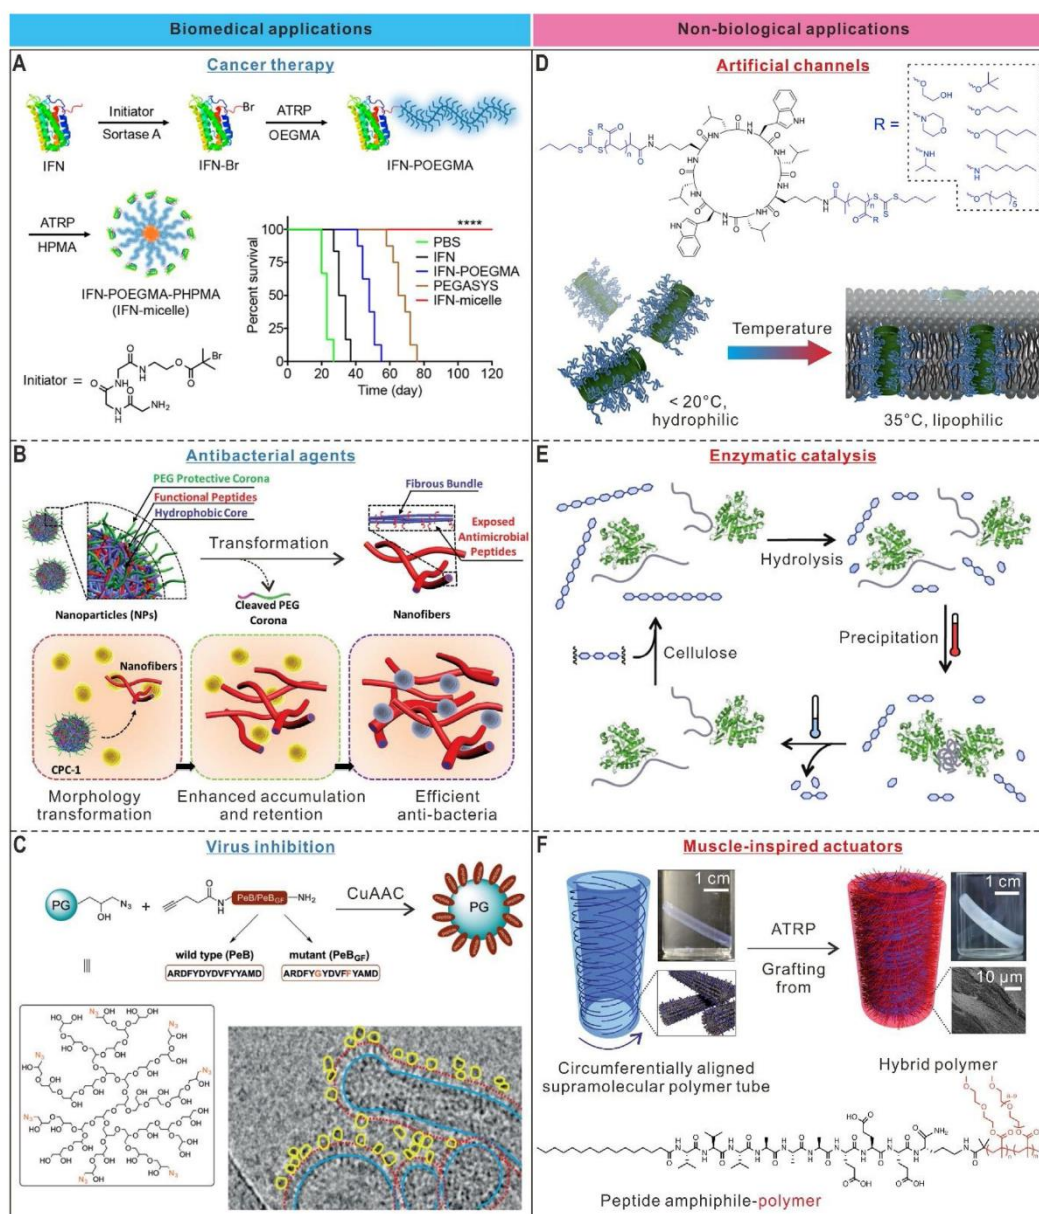 Biomedical applications
Non-biological applications
A
Cancer therapy
Initiator
Sortase A
Br
ATRP
OEGMA
IFN
IFN-Br
IFN-POEGMA
ATRP
HPMA
IFN-POEGMA-PHPMA
(IFN-micelle)
Percent survival
100
75
50
25
0
0
20
40
60
80
100
120
Time (day)
****
PBS
IFN
IFN-POEGMA
PEGASYS
IFN-micelle
Initiator =
B
Antibacterial agents
PEG Protective Corona
Functional Peptides
Hydrophobic Core
Transformation
Fibrous Bundle
Exposed
Antimicrobial
Peptides
Nanoparticles (NPs)
Cleaved PEG
Corona
Nanofibers
Nanofibers
CPC-1
Morphology
transformation
Enhanced accumulation
and retention
Efficient
anti-bacteria
C
Virus inhibition
PG
N3
OH
+
PeB/PeBGF
NH2
CuAAC
PG
wild type (PeB)
mutant (PeBGF)
ARDFYDYDVFYYAMD
ARDFYGYDVFFYAMD
D
Artificial channels
R =
Temperature
< 20°C,
hydrophilic
35°C, lipophilic
E
Enzymatic catalysis
Hydrolysis
Precipitation
Cellulose
F
Muscle-inspired actuators
1 cm
ATRP
Grafting
from
1 cm
10 μm
Circumferentially aligned
supramolecular polymer tube
Hybrid polymer
Peptide amphiphile-polymer